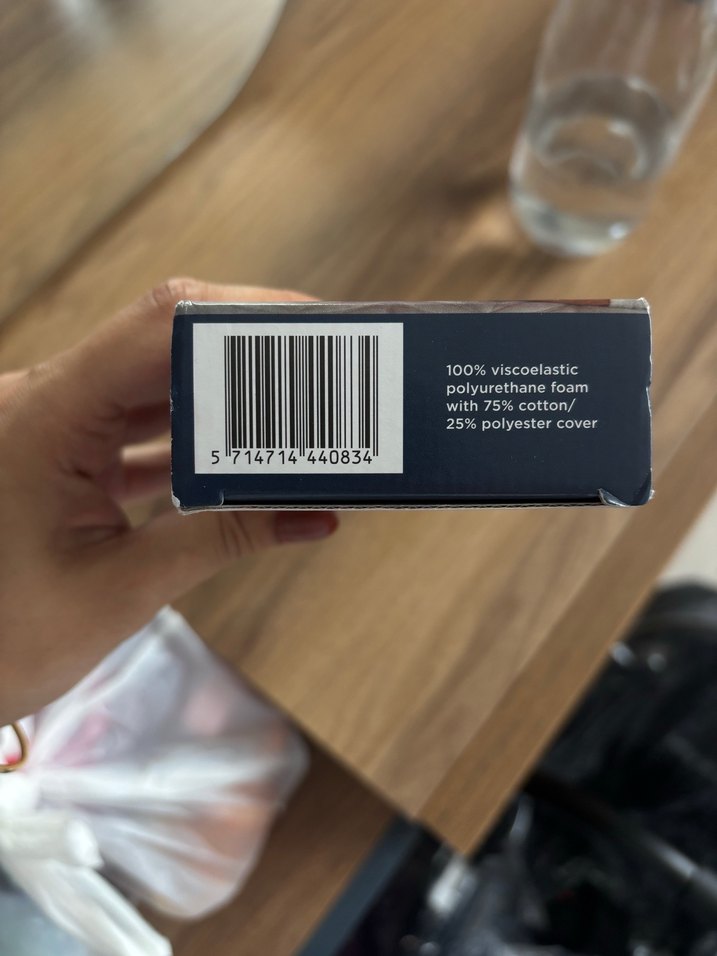 5 714714 440834
100% viscoelastic
polyurethane foam
with 75% cotton/
25% polyester cover